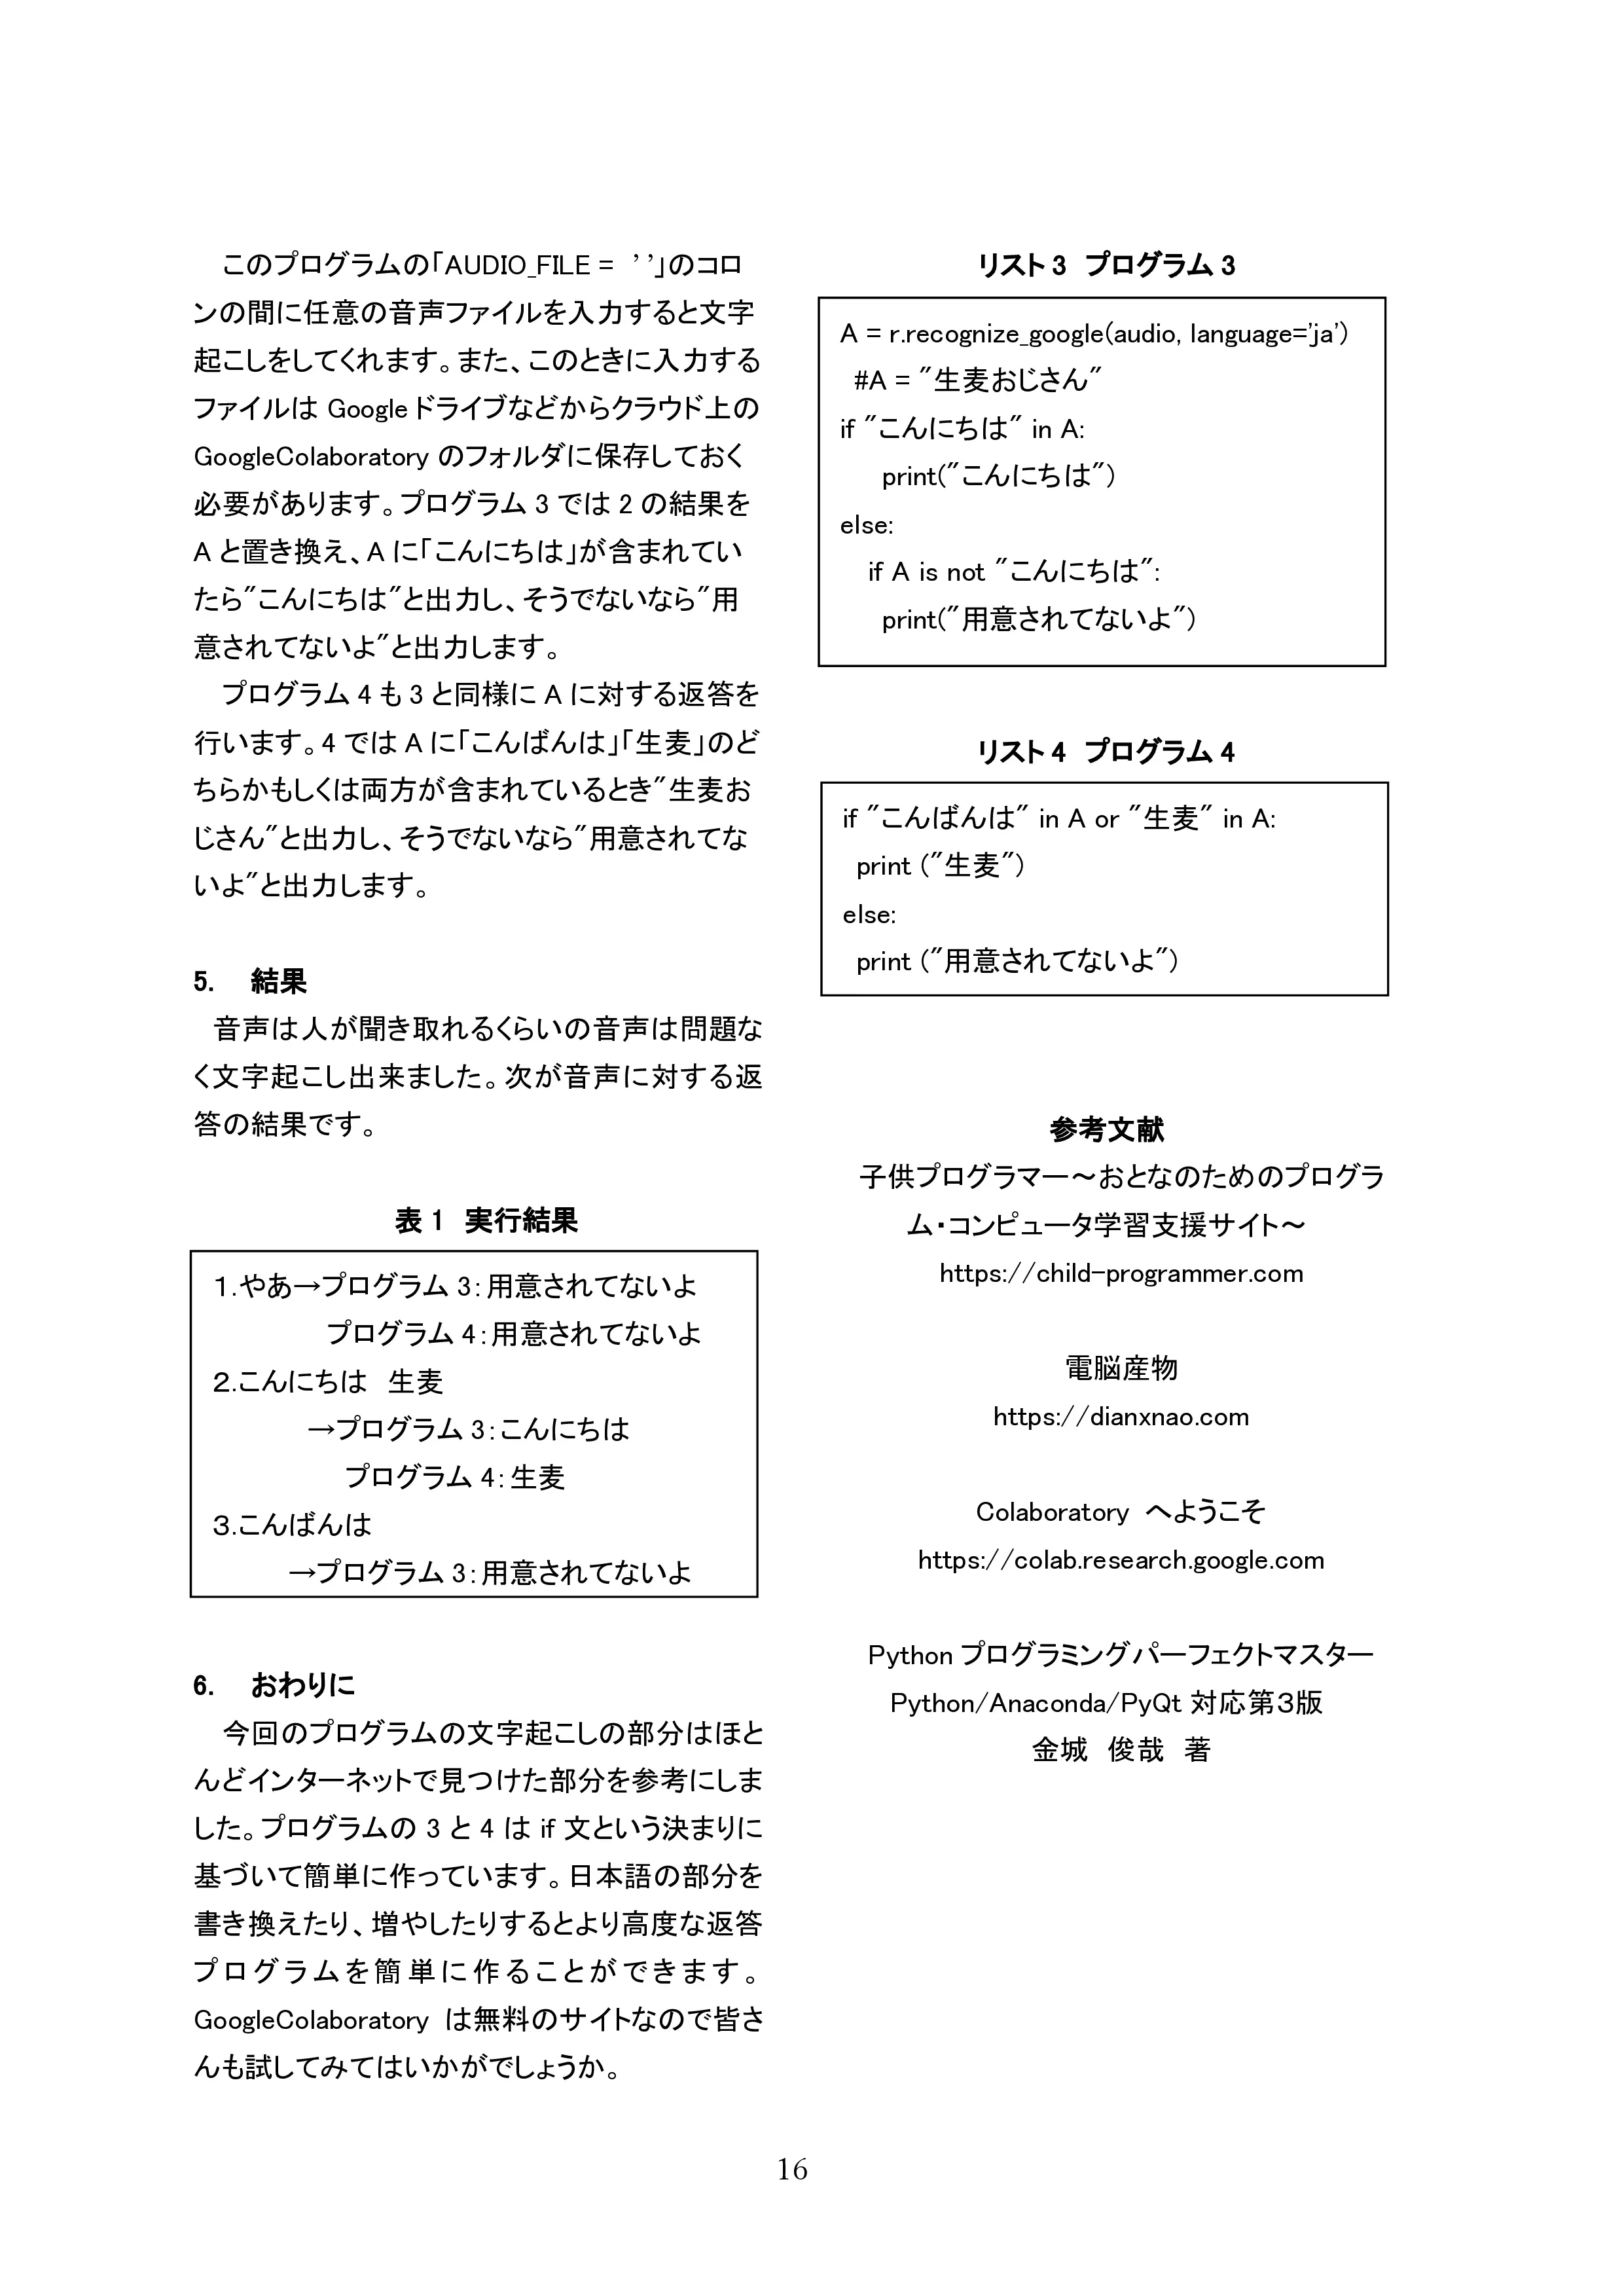 このプログラムの「AUDIO_FILE = ’’」のコロ
ンの間に任意の音声ファイルを入力すると文字
起こしをしてくれます。また、このときに入力する
ファイルは Google ドライブなどからクラウド上の
GoogleColaboratory のフォルダに保存しておく
必要があります。プログラム 3 では 2 の結果を
A と置き換え、A に「こんにちは」が含まれてい
たら”こんにちは”と出力し、そうでないなら”用
意されてないよ”と出力します。
プログラム 4 も 3 と同様に A に対する返答を
行います。4 では A に「こんばんは」「生麦」のど
ちらかもしくは両方が含まれているとき”生麦お
じさん”と出力し、そうでないなら”用意されてな
いよ”と出力します。
5. 結果
音声は人が聞き取れるくらいの音声は問題な
く文字起こし出来ました。次が音声に対する返
答の結果です。
表 1 実行結果
1.やあ→プログラム 3:用意されてないよ
プログラム 4:用意されてないよ
2.こんにちは 生麦
→プログラム 3:こんにちは
プログラム 4:生麦
3.こんばんは
→プログラム 3:用意されてないよ
6. おわりに
今回のプログラムの文字起こしの部分はほと
んどインターネットで見つけた部分を参考にしま
した。プログラムの 3 と 4 は if 文という決まりに
基づいて簡単に作っています。日本語の部分を
書き換えたり、増やしたりするとより高度な返答
プログラムを簡単に作ることができます。
GoogleColaboratory は無料のサイトなので皆さ
んも試してみてはいかがでしょうか。
リスト 3 プログラム 3
A = r.recognize_google(audio, language='ja')
#A = ”生麦おじさん”
if ”こんにちは” in A:
print(”こんにちは”)
else:
if A is not ”こんにちは”:
print(”用意されてないよ”)
リスト 4 プログラム 4
if ”こんばんは” in A or ”生麦” in A:
print (”生麦”)
else:
print (”用意されてないよ”)
参考文献
子供プログラマー～おとなのためのプログラ
ム・コンピュータ学習支援サイト～
https://child-programmer.com
電脳産物
https://dianxnao.com
Colaboratory へようこそ
https://colab.research.google.com
Python プログラミングパーフェクトマスター
Python/Anaconda/PyQt 対応第3版
金城 俊哉 著
16